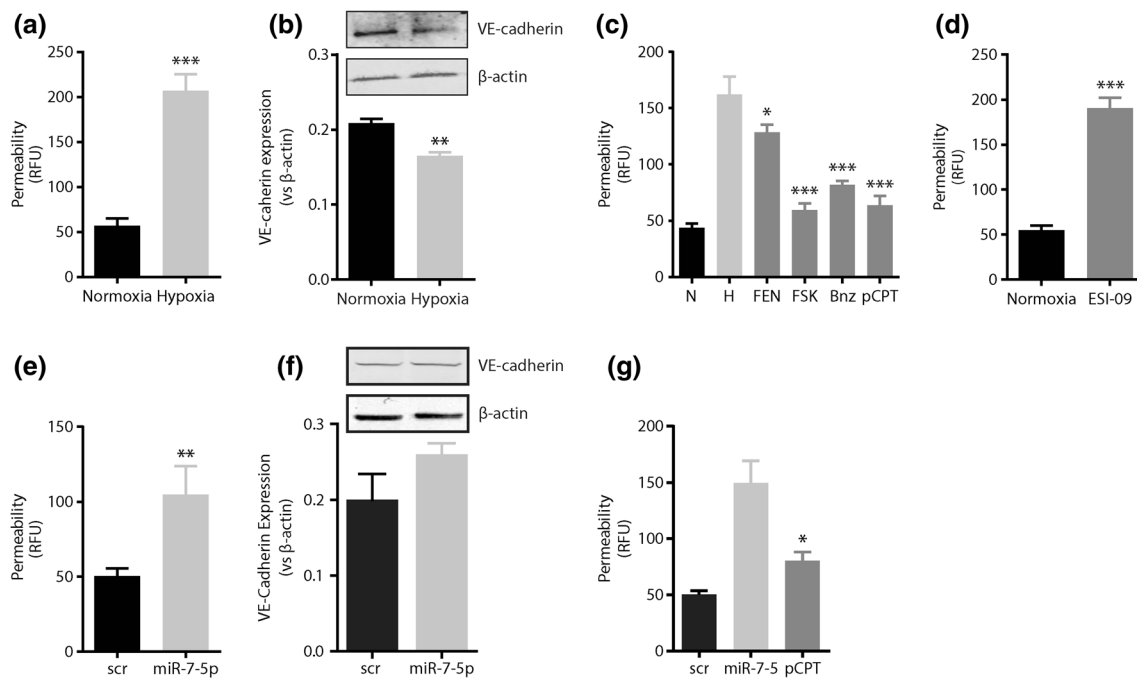 (a)
Permeability
(RFU)
250
200
150
100
50
0
***
Normoxia Hypoxia
(b)
VE-cadherin
β-actin
VE-caherin expression
(vs β-actin)
0.3
0.2
0.1
0.0
**
Normoxia Hypoxia
(c)
Permeability
(RFU)
200
150
100
50
0
*
***
***
***
N H FEN FSK Bnz pCPT
(d)
Permeability
(RFU)
200
150
100
50
0
***
Normoxia ESI-09
(e)
Permeability
(RFU)
150
100
50
0
**
scr miR-7-5p
(f)
VE-cadherin
β-actin
VE-Cadherin Expression
(vs β-actin)
0.3
0.2
0.1
0.0
scr miR-7-5p
(g)
Permeability
(RFU)
200
150
100
50
0
*
scr miR-7-5 pCPT